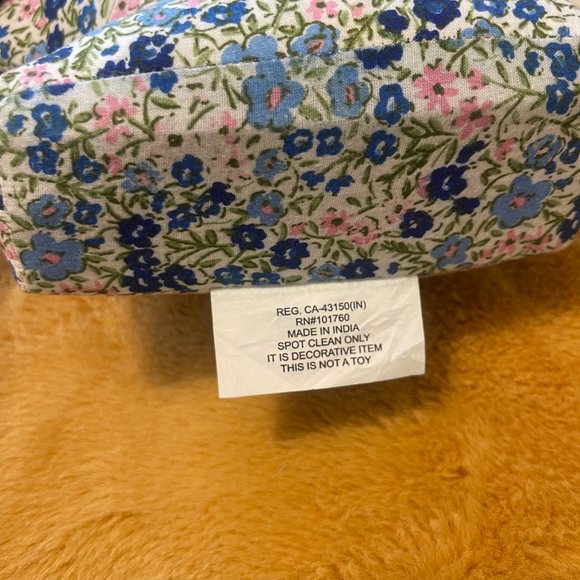 REG. CA-43150(IN)
RN#101760
MADE IN INDIA
SPOT CLEAN ONLY
IT IS DECORATIVE ITEM
THIS IS NOT A TOY